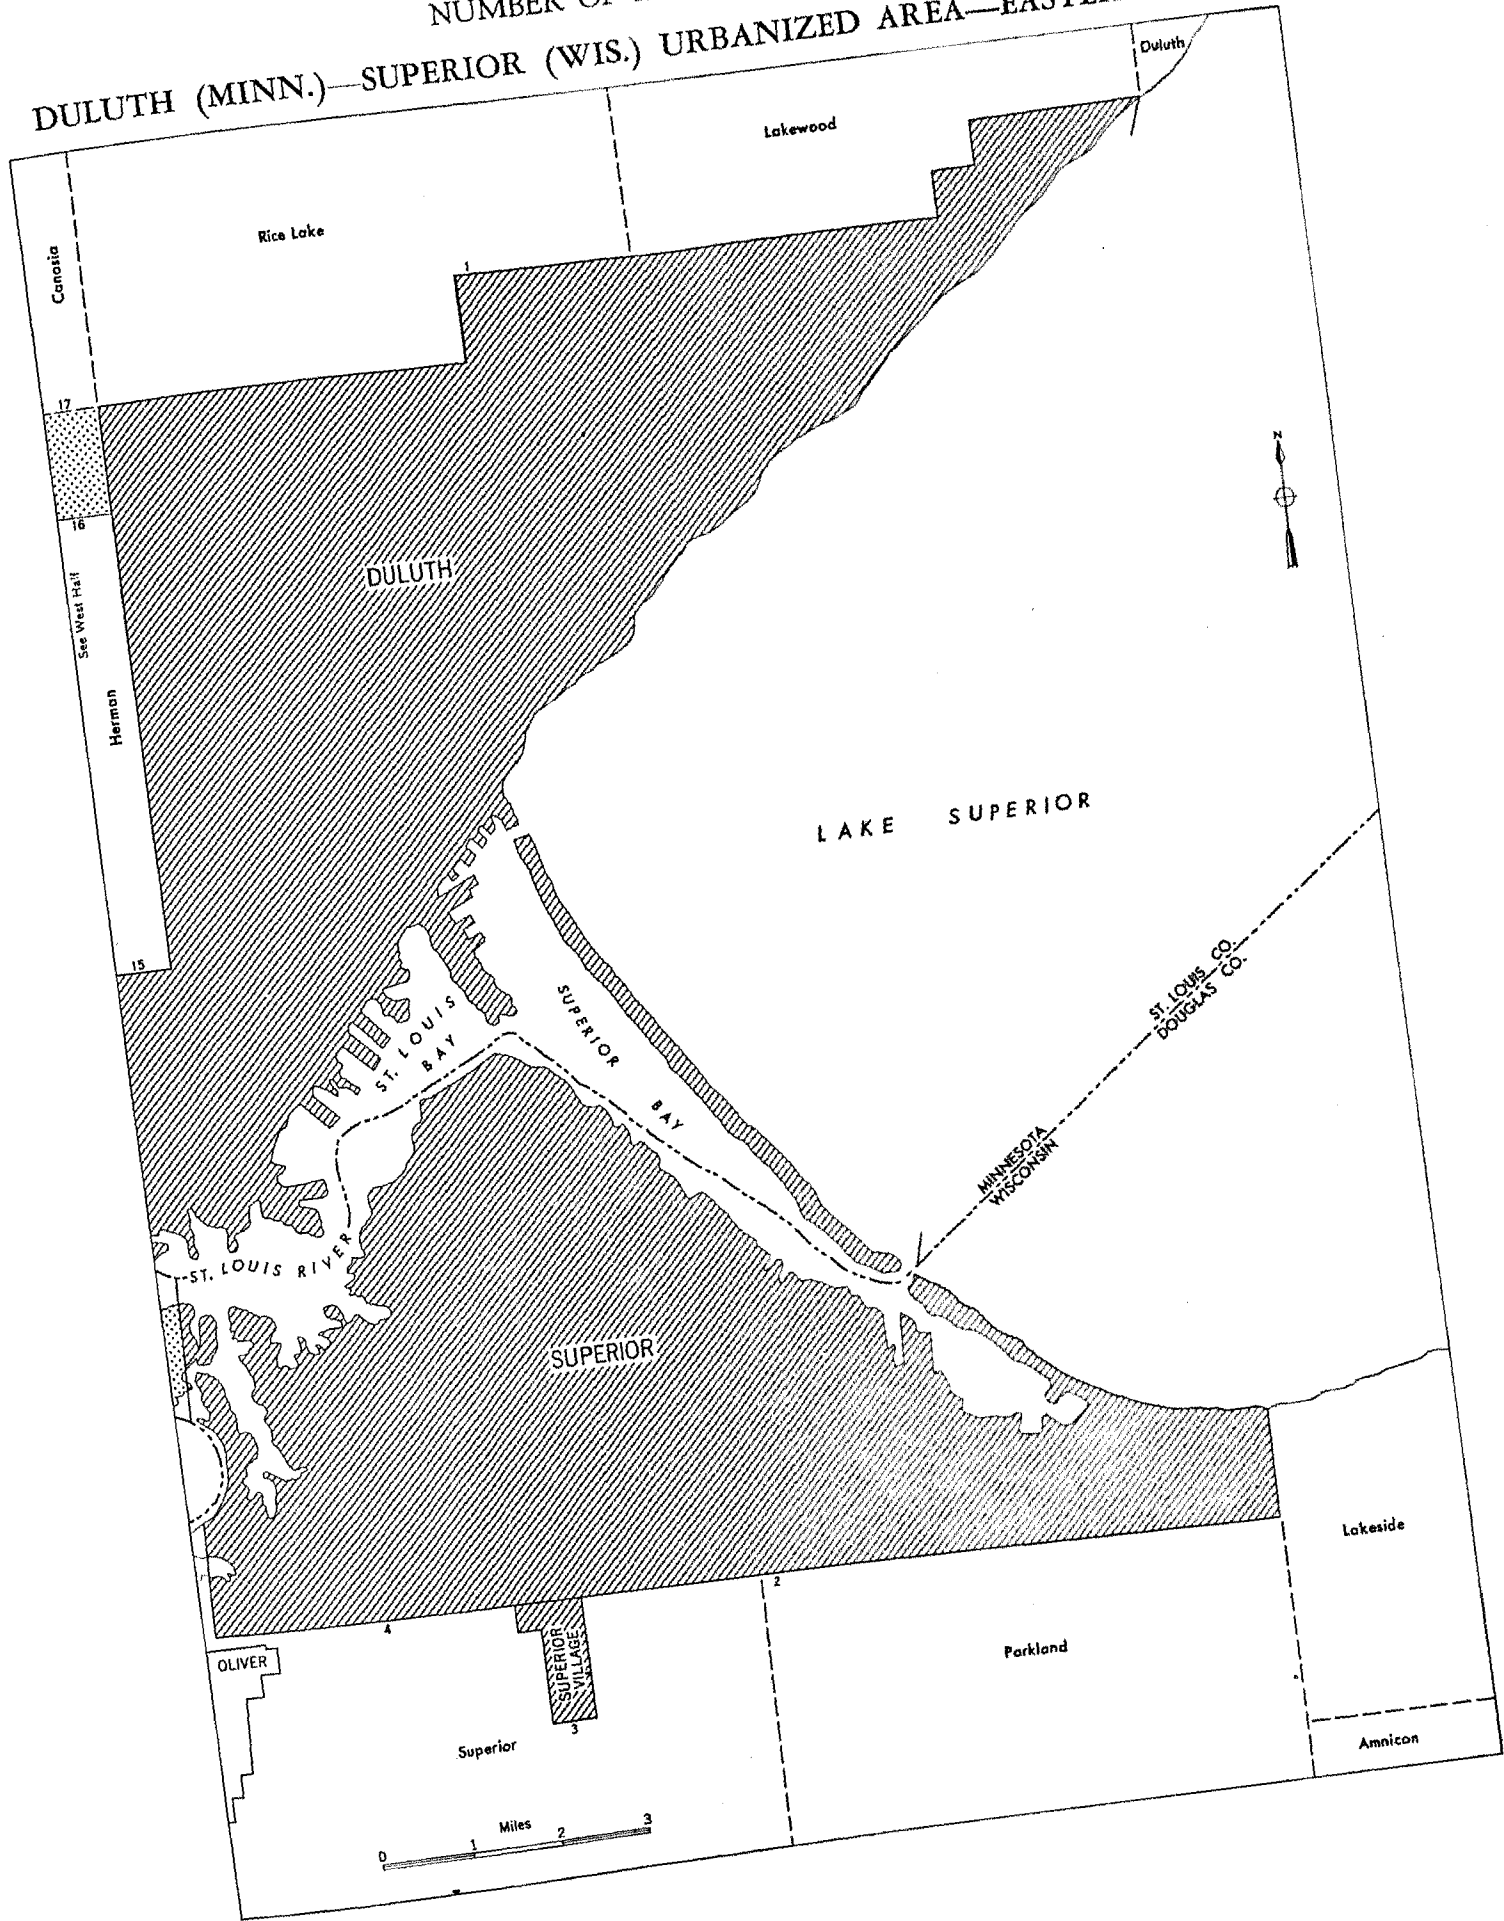 NUMBER OF
DULUTH (MINN.)—SUPERIOR (WIS.) URBANIZED AREA—EASTER
Duluth
Lakewood
Rice Lake
Canosia
1
17
16
See West Half
N
DULUTH
Herman
15
LAKE SUPERIOR
ST. LOUIS CO.
DOUGLAS CO.
ST. LOUIS
BAY
SUPERIOR
BAY
MINNESOTA
WISCONSIN
ST. LOUIS RIVER
SUPERIOR
Lakeside
2
4
OLIVER
SUPERIOR
VILLAGE
3
Parkland
Superior
Amnicon
Miles
0 1 2 3